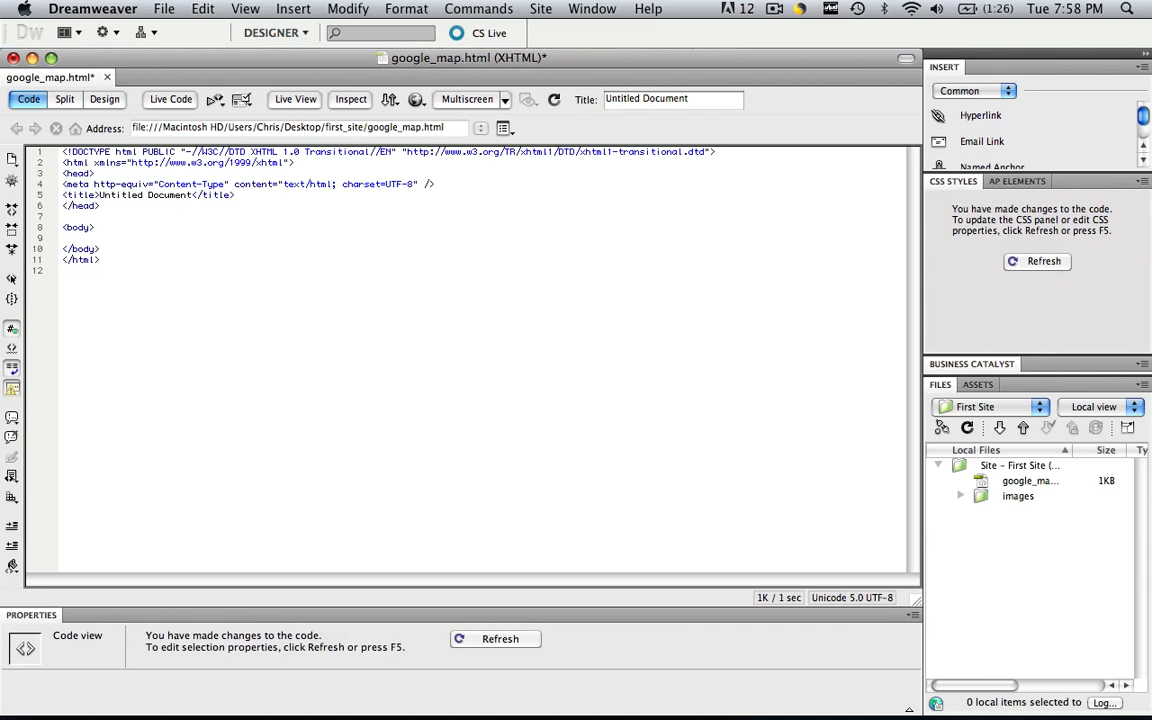 Dreamweaver File Edit View Insert Modify Format Commands Site Window Help 12 (1:26) Tue 7:58 PM
Dw DESIGNER CS Live
google_map.html (XHTML)*
google_map.html*
Code Split Design Live Code Live View Inspect Multiscreen Title: Untitled Document
Address: file:///Macintosh HD/Users/Chris/Desktop/first_site/google_map.html
1 <!DOCTYPE html PUBLIC "-//W3C//DTD XHTML 1.0 Transitional//EN" "http://www.w3.org/TR/xhtml1/DTD/xhtml1-transitional.dtd">
2 <html xmlns="http://www.w3.org/1999/xhtml">
3 <head>
4 <meta http-equiv="Content-Type" content="text/html; charset=UTF-8" />
5 <title>Untitled Document</title>
6 </head>
7
8 <body>
9
10 </body>
11 </html>
12
1K / 1 sec Unicode 5.0 UTF-8
PROPERTIES
Code view
You have made changes to the code.
To edit selection properties, click Refresh or press F5.
Refresh
INSERT
Common
Hyperlink
Email Link
Named Anchor
CSS STYLES AP ELEMENTS
You have made changes to the code.
To update the CSS panel or edit CSS
properties, click Refresh or press F5.
Refresh
BUSINESS CATALYST
FILES ASSETS
First Site Local view
Local Files Size Ty
Site - First Site (...
google_ma... 1KB
images
0 local items selected to Log...